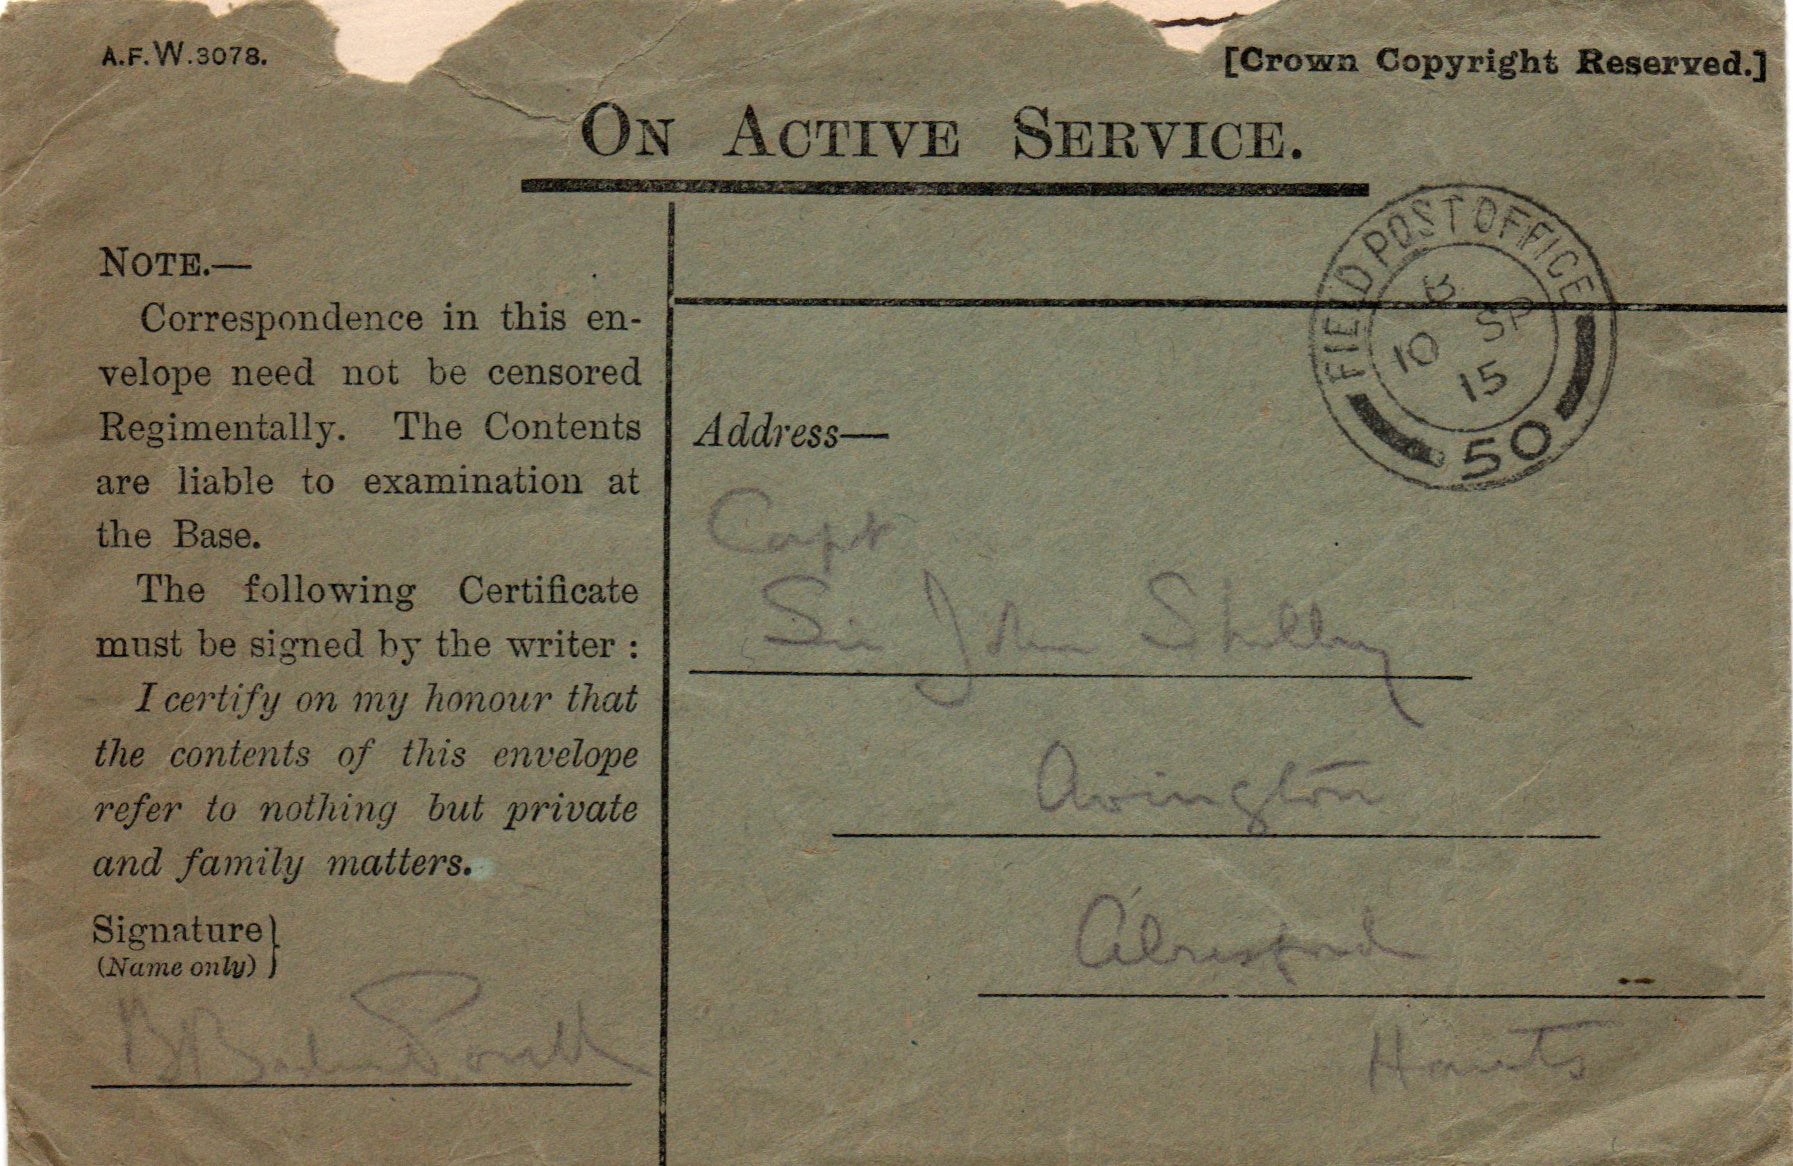 A.F.W.3078.
[Crown Copyright Reserved.]
ON ACTIVE SERVICE.
NOTE.—
Correspondence in this en-
velope need not be censored
Regimentally. The Contents
are liable to examination at
the Base.
The following Certificate
must be signed by the writer :
I certify on my honour that
the contents of this envelope
refer to nothing but private
and family matters.
Signature}
(Name only)
B Baden Powell
FIELD POST OFFICE
B
10 SP
15
50
Address—
Capt
Sir John Shelley
Avington
Alresford
Hants